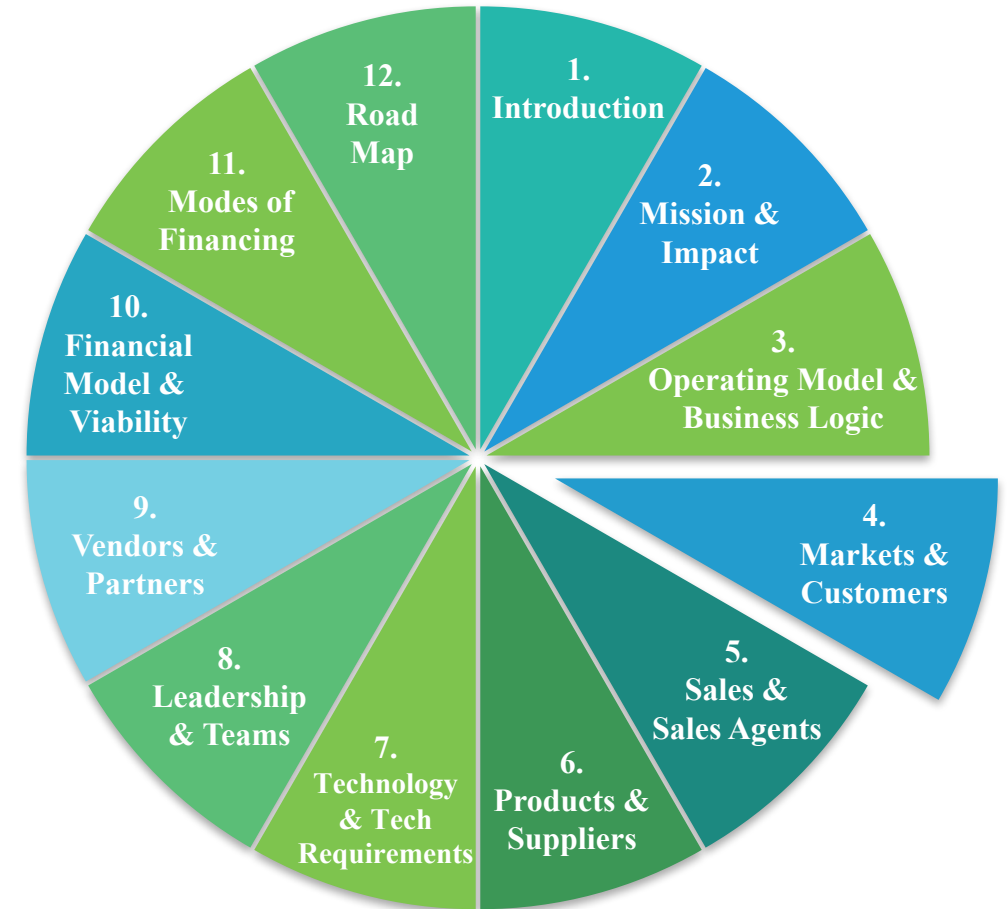 1.
Introduction
2.
Mission &
Impact
3.
Operating Model &
Business Logic
4.
Markets &
Customers
5.
Sales &
Sales Agents
6.
Products &
Suppliers
7.
Technology
& Tech
Requirements
8.
Leadership
& Teams
9.
Vendors &
Partners
10.
Financial
Model &
Viability
11.
Modes of
Financing
12.
Road
Map